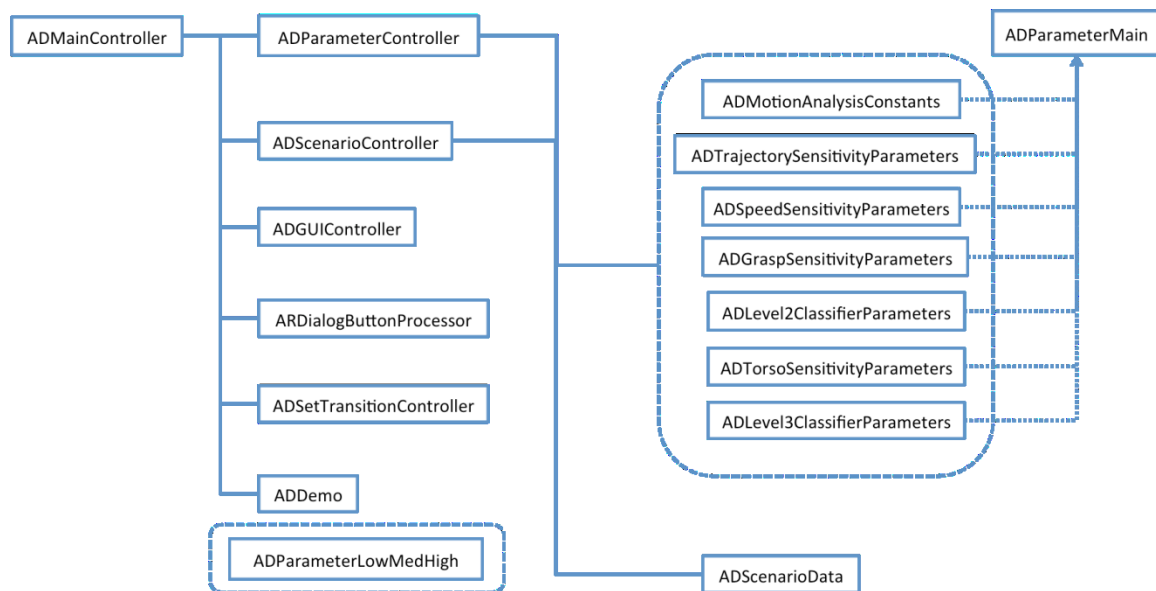 ADMainController
ADParameterController
ADParameterMain
ADMotionAnalysisConstants
ADScenarioController
ADTrajectorySensitivityParameters
ADSpeedSensitivityParameters
ADGUIController
ADGraspSensitivityParameters
ARDialogButtonProcessor
ADLevel2ClassifierParameters
ADTorsoSensitivityParameters
ADSetTransitionController
ADLevel3ClassifierParameters
ADDemo
ADParameterLowMedHigh
ADScenarioData